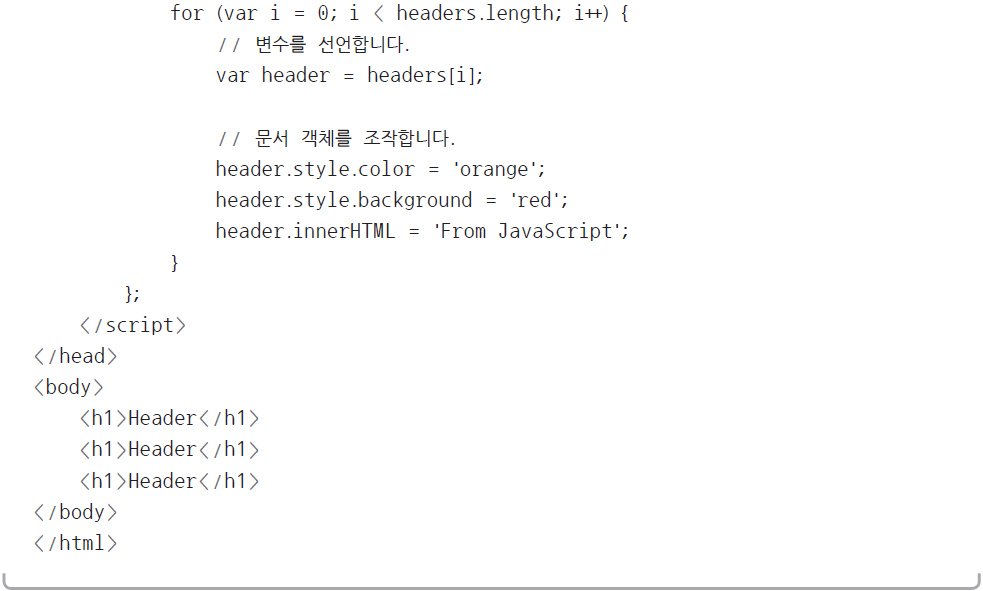 for (var i = 0; i < headers.length; i++) {
// 변수를 선언합니다.
var header = headers[i];
// 문서 객체를 조작합니다.
header.style.color = 'orange';
header.style.background = 'red';
header.innerHTML = 'From JavaScript';
}
};
</script>
</head>
<body>
<h1>Header</h1>
<h1>Header</h1>
<h1>Header</h1>
</body>
</html>